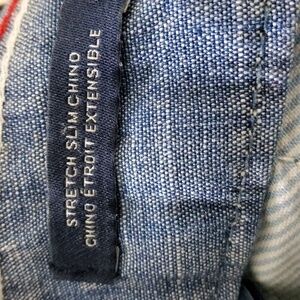 STRETCH SLIM CHINO
CHINO ÉTROIT EXTENSIBLE